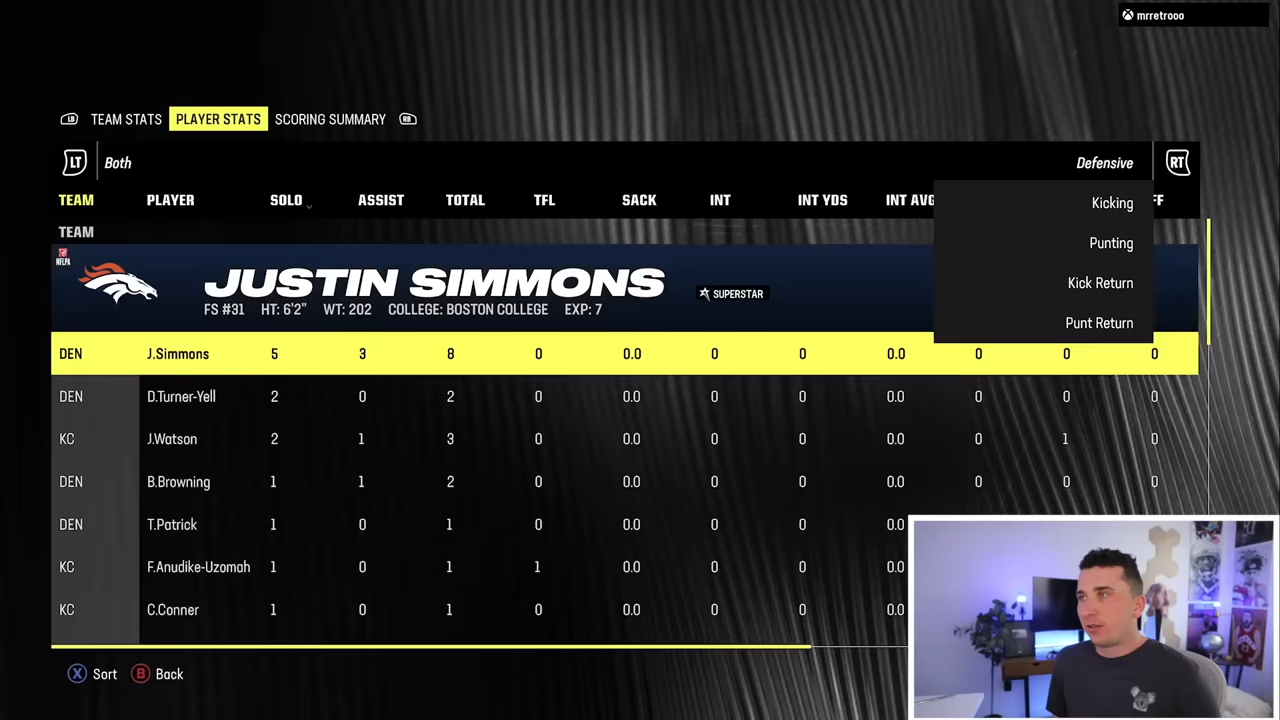 mrretrooo
LB TEAM STATS PLAYER STATS SCORING SUMMARY RB
LT Both Defensive RT
TEAM PLAYER SOLO ASSIST TOTAL TFL SACK INT INT YDS INT AVG FF
Kicking
TEAM
Punting
NFLPA
JUSTIN SIMMONS
SUPERSTAR
Kick Return
FS #31 HT: 6'2" WT: 202 COLLEGE: BOSTON COLLEGE EXP: 7
Punt Return
DEN J.Simmons 5 3 8 0 0.0 0 0 0.0 0 0 0
DEN D.Turner-Yell 2 0 2 0 0.0 0 0 0.0 0 0 0
KC J.Watson 2 1 3 0 0.0 0 0 0.0 0 1 0
DEN B.Browning 1 1 2 0 0.0 0 0 0.0 0 0 0
DEN T.Patrick 1 0 1 0 0.0 0 0 0.0
KC F.Anudike-Uzomah 1 0 1 1 0.0 0 0 0.0
KC C.Conner 1 0 1 0 0.0 0 0 0.0
X Sort B Back